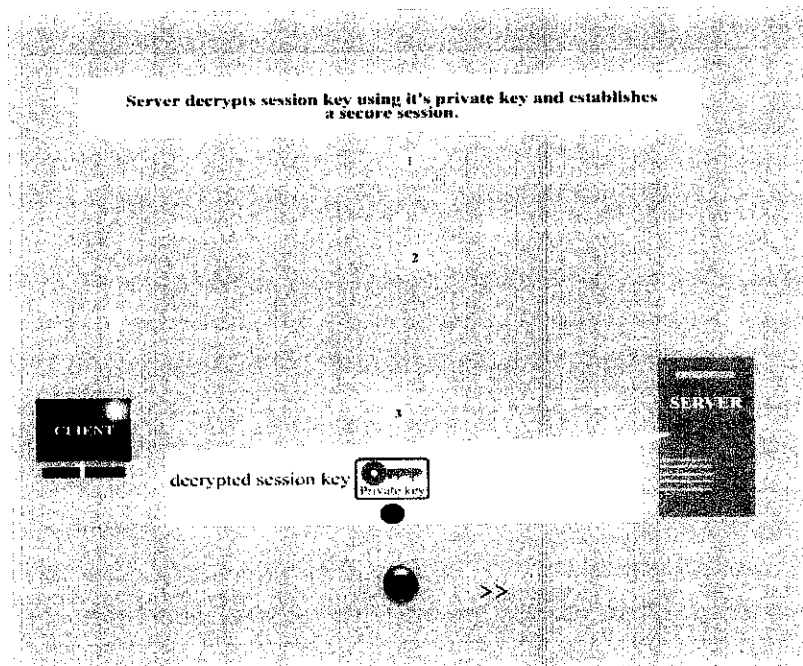 Server decrypts session key using it's private key and establishes
a secure session.
1
2
3
CLIENT
SERVER
decrypted session key
Private key
>>